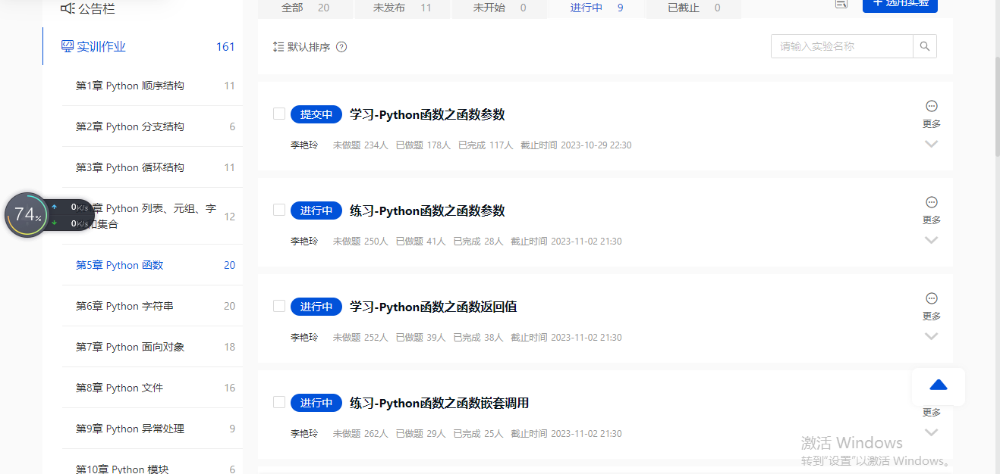 公告栏
实训作业 161
第1章 Python 顺序结构 11
第2章 Python 分支结构 6
第3章 Python 循环结构 11
章 Python 列表、元组、字
和集合 12
第5章 Python 函数 20
第6章 Python 字符串 20
第7章 Python 面向对象 18
第8章 Python 文件 16
第9章 Python 异常处理 9
第10章 Python 模块 6
74%
0K/s
0K/s
全部 20 未发布 11 未开始 0 进行中 9 已截止 0
+ 选用实验
默认排序 ?
请输入实验名称
提交中 学习-Python函数之函数参数
李艳玲 未做题 234人 已做题 178人 已完成 117人 截止时间 2023-10-29 22:30
更多
进行中 练习-Python函数之函数参数
李艳玲 未做题 250人 已做题 41人 已完成 28人 截止时间 2023-11-02 21:30
更多
进行中 学习-Python函数之函数返回值
李艳玲 未做题 252人 已做题 39人 已完成 38人 截止时间 2023-11-02 21:30
更多
进行中 练习-Python函数之函数嵌套调用
李艳玲 未做题 262人 已做题 29人 已完成 25人 截止时间 2023-11-02 21:30
更多
激活 Windows
转到“设置”以激活 Windows。